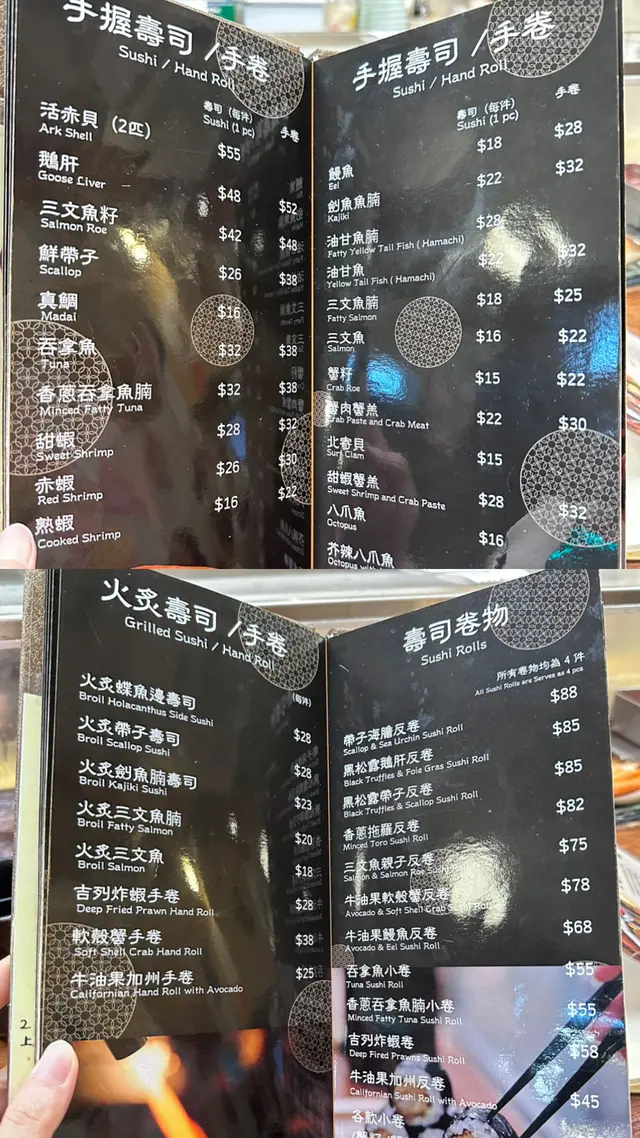 手握壽司 / 手卷
Sushi / Hand Roll
壽司 (每件)
Sushi (1 pc)
手卷
活赤貝 (2匹)
Ark Shell
$55
鵝肝
Goose Liver
$48
$52
三文魚籽
Salmon Roe
$42
$48
鮮帶子
Scallop
$26
$38
真鯛
Madai
$16
吞拿魚
Tuna
$32
$38
香蔥吞拿魚腩
Minced Fatty Tuna
$32
$38
甜蝦
Sweet Shrimp
$28
$32
赤蝦
Red Shrimp
$26
$30
熟蝦
Cooked Shrimp
$16
手握壽司 / 手卷
Sushi / Hand Roll
壽司 (每件)
Sushi (1 pc)
手卷
鰻魚
Eel
$18
$28
劍魚魚腩
Kajiki
$22
$32
油甘魚腩
Fatty Yellow Tail Fish ( Hamachi)
$28
油甘魚
Yellow Tail Fish ( Hamachi)
$22
$32
三文魚腩
Fatty Salmon
$18
$25
三文魚
Salmon
$16
$22
蟹籽
Crab Roe
$15
$22
蟹肉蟹羔
Crab Paste and Crab Meat
$22
$30
北寄貝
Surf Clam
$15
甜蝦蟹羔
Sweet Shrimp and Crab Paste
$28
$32
八爪魚
Octopus
$16
芥辣八爪魚
火炙壽司 / 手卷
Grilled Sushi / Hand Roll
(每件)
火炙蝶魚邊壽司
Broil Holacanthus Side Sushi
$28
火炙帶子壽司
Broil Scallop Sushi
$28
火炙劍魚腩壽司
Broil Kajiki Sushi
$23
火炙三文魚腩
Broil Fatty Salmon
$20
火炙三文魚
Broil Salmon
$18
吉列炸蝦手卷
Deep Fried Prawn Hand Roll
$28
軟殼蟹手卷
Soft Shell Crab Hand Roll
$38
牛油果加州手卷
Californian Hand Roll with Avocado
$25
壽司卷物
Sushi Rolls
所有卷物均為 4 件
All Sushi Rolls are Serves as 4 pcs
帶子海膽反卷
Scallop & Sea Urchin Sushi Roll
$88
黑松露鵝肝反卷
Black Truffles & Foie Gras Sushi Roll
$85
黑松露帶子反卷
Black Truffles & Scallop Sushi Roll
$85
香蔥拖羅反卷
Minced Toro Sushi Roll
$82
三文魚親子反卷
Salmon & Salmon Roe Sushi Roll
$75
牛油果軟殼蟹反卷
Avocado & Soft Shell Crab Sushi Roll
$78
牛油果鰻魚反卷
Avocado & Eel Sushi Roll
$68
吞拿魚小卷
Tuna Sushi Roll
$55
香蔥吞拿魚腩小卷
Minced Fatty Tuna Sushi Roll
$55
吉列炸蝦反卷
Deep Fired Prawns Sushi Roll
$58
牛油果加州反卷
Californian Sushi Roll with Avocado
$45
各款小卷
2.
上